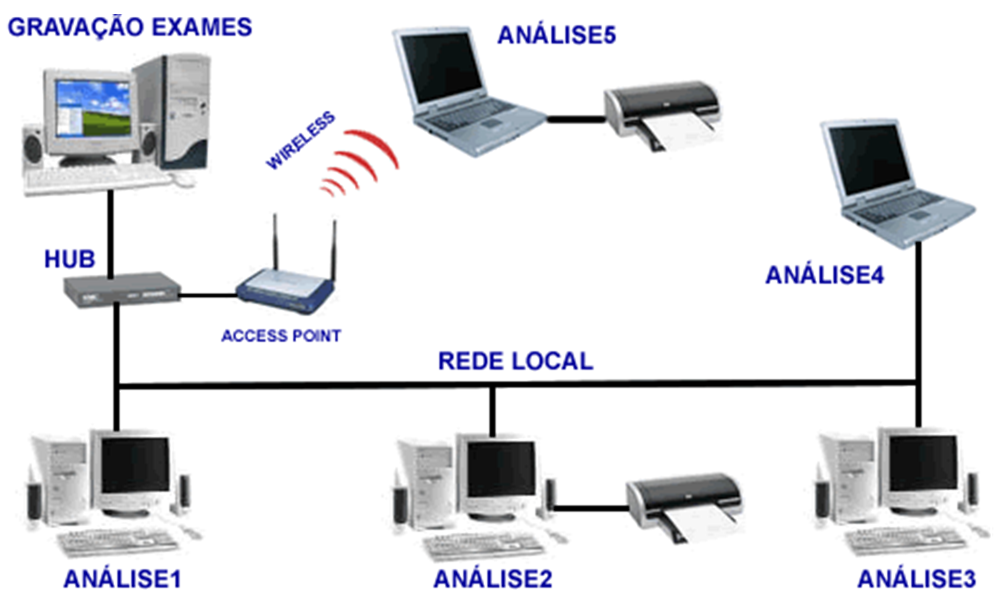 GRAVAÇÃO EXAMES
ANÁLISE5
WIRELESS
HUB
ANÁLISE4
ACCESS POINT
REDE LOCAL
ANÁLISE1
ANÁLISE2
ANÁLISE3